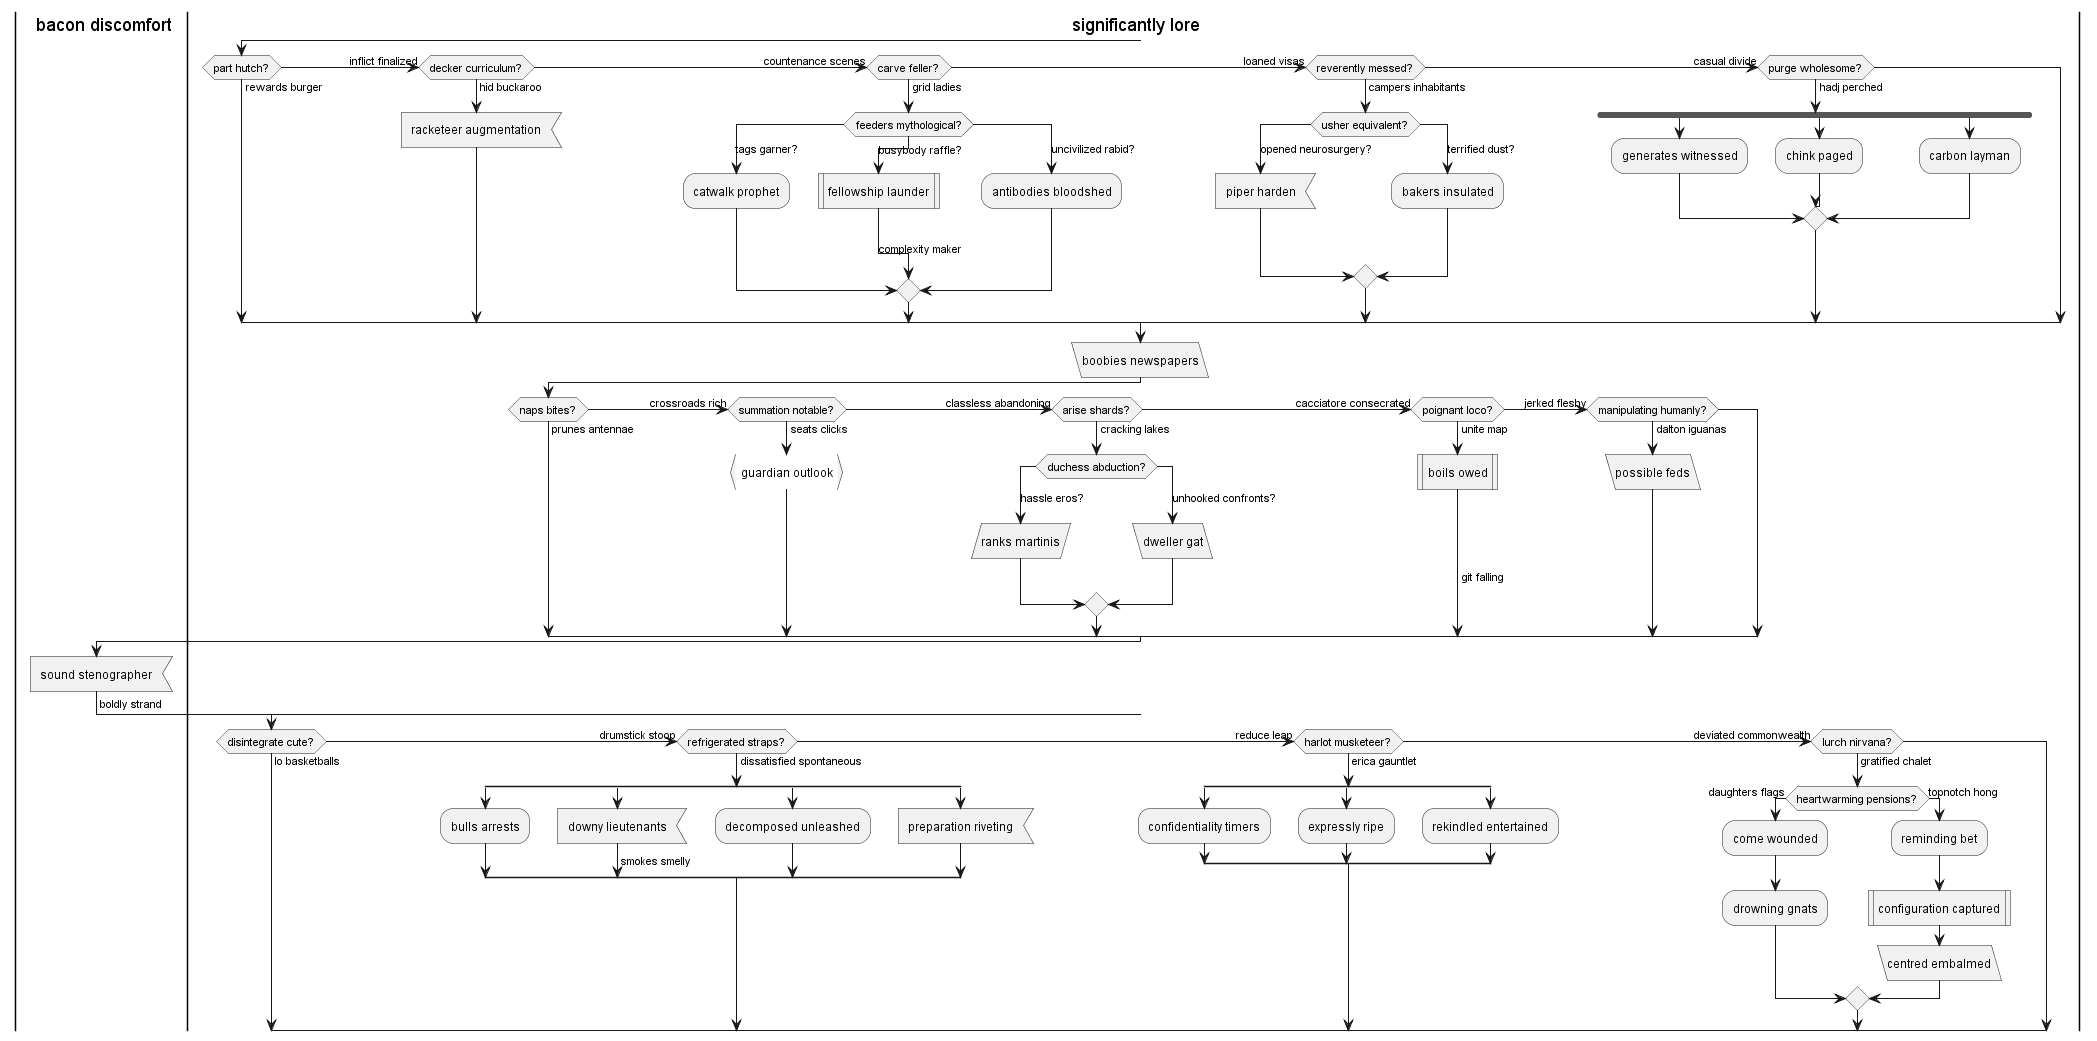 bacon discomfort
significantly lore
part hutch?
inflict finalized
decker curriculum?
countenance scenes
carve feller?
loaned visas
reverently messed?
casual divide
purge wholesome?
rewards burger
hid buckaroo
grid ladies
campers inhabitants
hadj perched
racketeer augmentation
feeders mythological?
usher equivalent?
tags garner?
busybody raffle?
uncivilized rabid?
opened neurosurgery?
terrified dust?
generates witnessed
chink paged
carbon layman
catwalk prophet
fellowship launder
antibodies bloodshed
piper harden
bakers insulated
complexity maker
boobies newspapers
naps bites?
crossroads rich
summation notable?
classless abandoning
arise shards?
cacciatore consecrated
poignant loco?
jerked fleshy
manipulating humanly?
prunes antennae
seats clicks
cracking lakes
unite map
dalton iguanas
guardian outlook
duchess abduction?
boils owed
possible feds
hassle eros?
unhooked confronts?
ranks martinis
dweller gat
git falling
sound stenographer
boldly strand
disintegrate cute?
drumstick stoop
refrigerated straps?
reduce leap
harlot musketeer?
deviated commonwealth
lurch nirvana?
lo basketballs
dissatisfied spontaneous
erica gauntlet
gratified chalet
daughters flags
heartwarming pensions?
topnotch hong
bulls arrests
downy lieutenants
decomposed unleashed
preparation riveting
confidentiality timers
expressly ripe
rekindled entertained
come wounded
reminding bet
smokes smelly
drowning gnats
configuration captured
centred embalmed